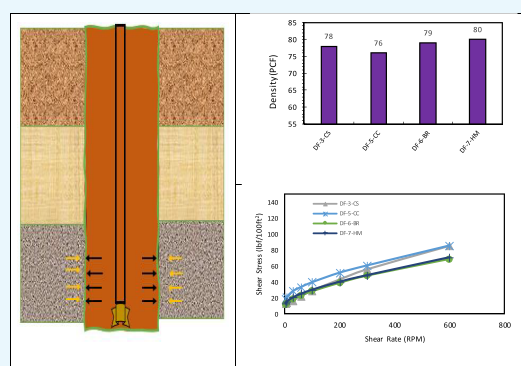 Density(PCF)
85
80
75
70
65
60
55
78
76
79
80
DF-3-CS
DF-5-CC
DF-6-BR
DF-7-HM
Shear Stress (lbf/100ft²)
140
120
100
80
60
40
20
0
DF-3-CS
DF-5-CC
DF-6-BR
DF-7-HM
0
200
400
600
800
Shear Rate (RPM)